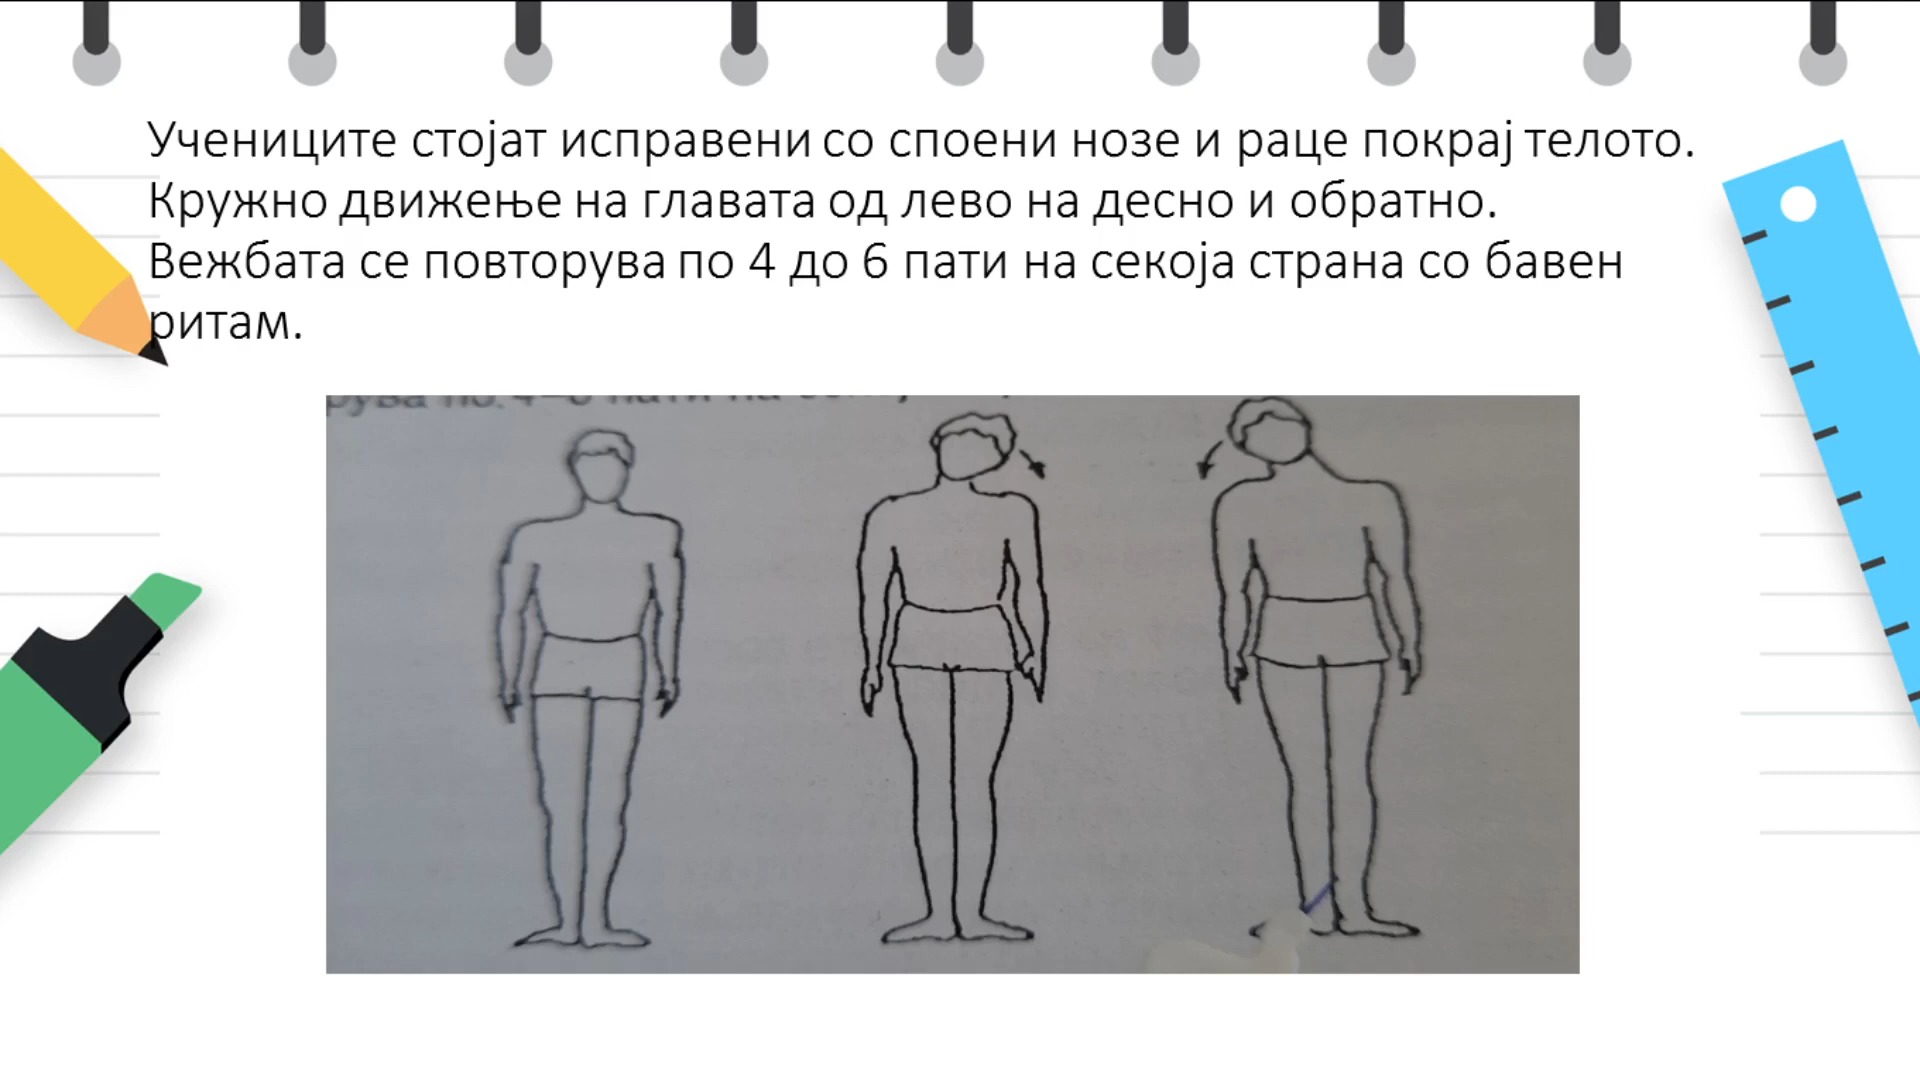 Учениците стојат исправени со споени нозе и раце покрај телото.
Кружно движење на главата од лево на десно и обратно.
Вежбата се повторува по 4 до 6 пати на секоја страна со бавен
ритам.